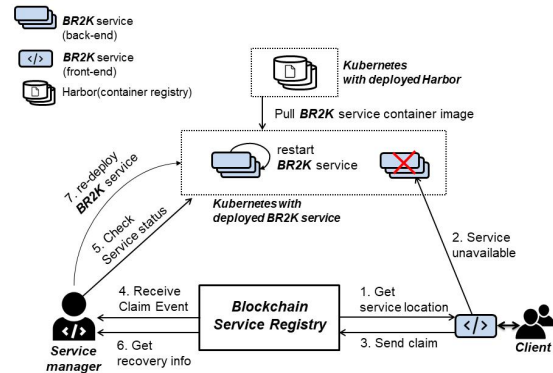 BR2K service
(back-end)
</>
BR2K service
(front-end)
Harbor(container registry)
Kubernetes
with deployed Harbor
Pull BR2K service container image
restart
BR2K service
Kubernetes with
deployed BR2K service
7. re-deploy
BR2K service
5. Check
Service status
2. Service
unavailable
4. Receive
Claim Event
Blockchain
Service Registry
1. Get
service location
6. Get
recovery info
3. Send claim
</>
Service
manager
</>
Client